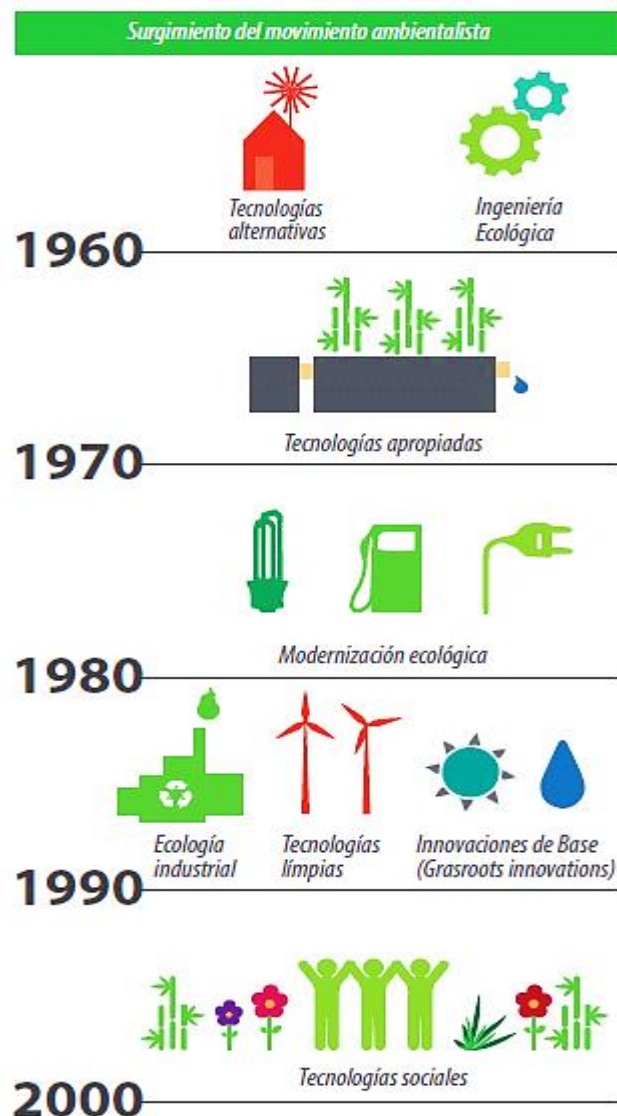 Surgimiento del movimiento ambientalista
Tecnologías
alternativas
Ingeniería
Ecológica
1960
Tecnologías apropiadas
1970
Modernización ecológica
1980
Ecología
industrial
Tecnologías
límpias
Innovaciones de Base
(Grasroots innovations)
1990
Tecnologías sociales
2000